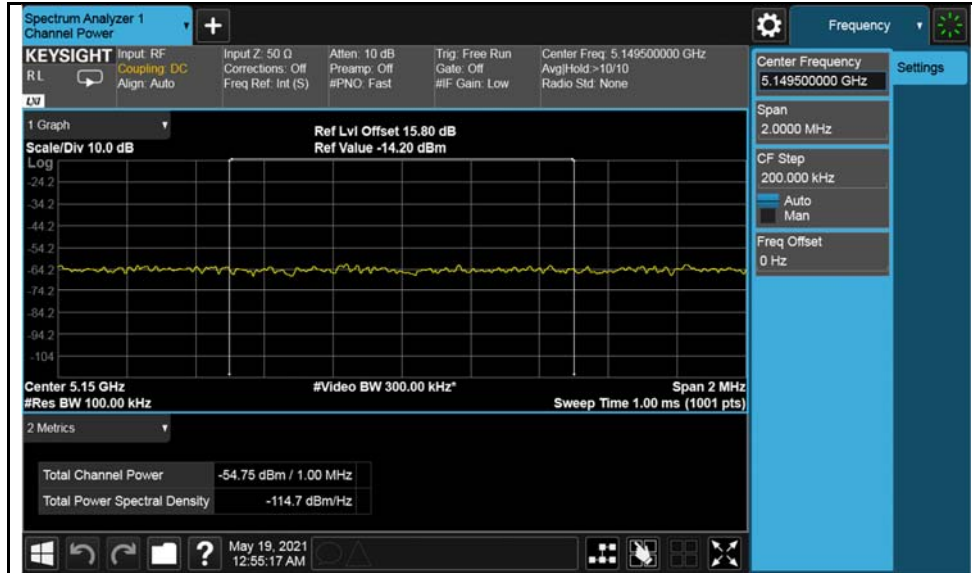 Spectrum Analyzer 1
Channel Power
+
Frequency
KEYSIGHT
RL
LXI
Input: RF
Coupling: DC
Align: Auto
Input Z: 50 Ω
Corrections: Off
Freq Ref: Int (S)
Atten: 10 dB
Preamp: Off
#PNO: Fast
Trig: Free Run
Gate: Off
#IF Gain: Low
Center Freq: 5.149500000 GHz
Avg|Hold:>10/10
Radio Std: None
Center Frequency
5.149500000 GHz
Settings
Span
2.0000 MHz
CF Step
200.000 kHz
Auto
Man
Freq Offset
0 Hz
1 Graph
Scale/Div 10.0 dB
Ref Lvl Offset 15.80 dB
Ref Value -14.20 dBm
Log
-24.2
-34.2
-44.2
-54.2
-64.2
-74.2
-84.2
-94.2
-104
Center 5.15 GHz
#Video BW 300.00 kHz*
Span 2 MHz
#Res BW 100.00 kHz
Sweep Time 1.00 ms (1001 pts)
2 Metrics
Total Channel Power -54.75 dBm / 1.00 MHz
Total Power Spectral Density -114.7 dBm/Hz
?
May 19, 2021
12:55:17 AM